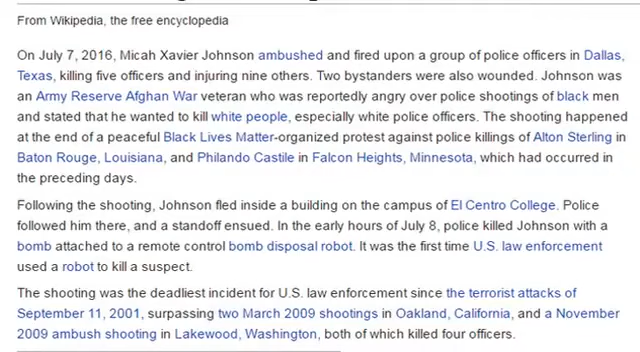 From Wikipedia, the free encyclopedia
On July 7, 2016, Micah Xavier Johnson ambushed and fired upon a group of police officers in Dallas,
Texas, killing five officers and injuring nine others. Two bystanders were also wounded. Johnson was
an Army Reserve Afghan War veteran who was reportedly angry over police shootings of black men
and stated that he wanted to kill white people, especially white police officers. The shooting happened
at the end of a peaceful Black Lives Matter-organized protest against police killings of Alton Sterling in
Baton Rouge, Louisiana, and Philando Castile in Falcon Heights, Minnesota, which had occurred in
the preceding days.
Following the shooting, Johnson fled inside a building on the campus of El Centro College. Police
followed him there, and a standoff ensued. In the early hours of July 8, police killed Johnson with a
bomb attached to a remote control bomb disposal robot. It was the first time U.S. law enforcement
used a robot to kill a suspect.
The shooting was the deadliest incident for U.S. law enforcement since the terrorist attacks of
September 11, 2001, surpassing two March 2009 shootings in Oakland, California, and a November
2009 ambush shooting in Lakewood, Washington, both of which killed four officers.